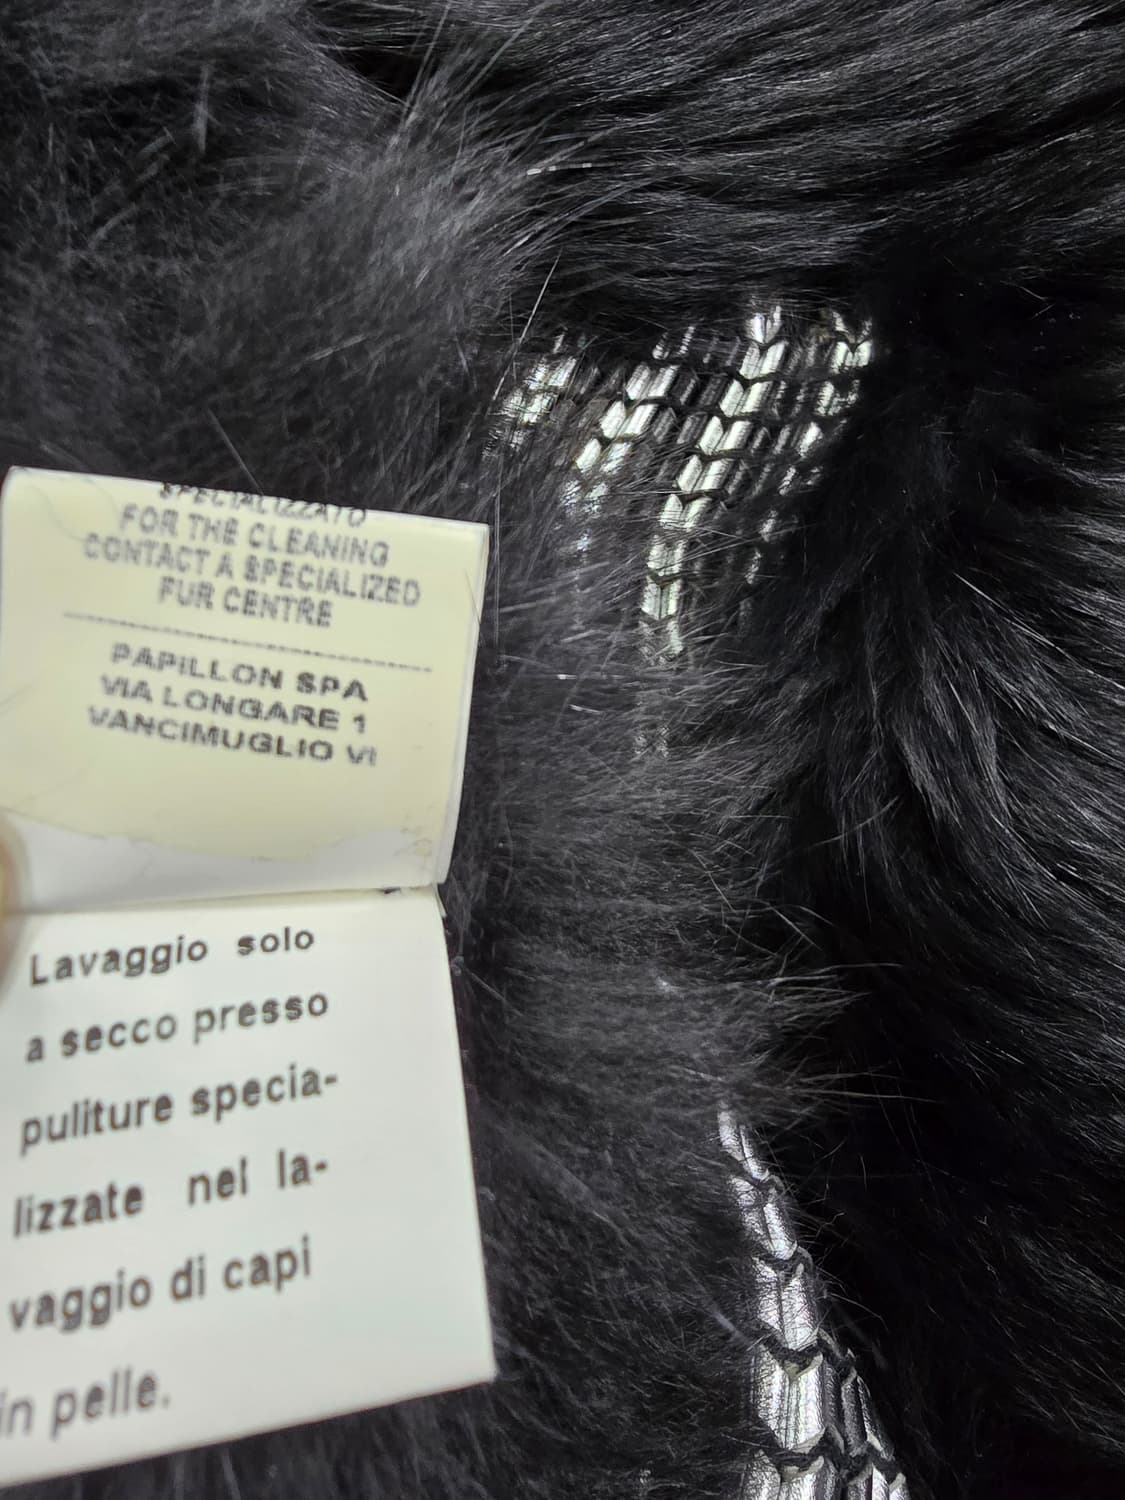 SPECIALIZZATO
FOR THE CLEANING
CONTACT A SPECIALIZED
FUR CENTRE
PAPILLON SPA
VIA LONGARE 1
VANCIMUGLIO VI
Lavaggio solo
a secco presso
puliture specia-
lizzate nel la-
vaggio di capi
in pelle.